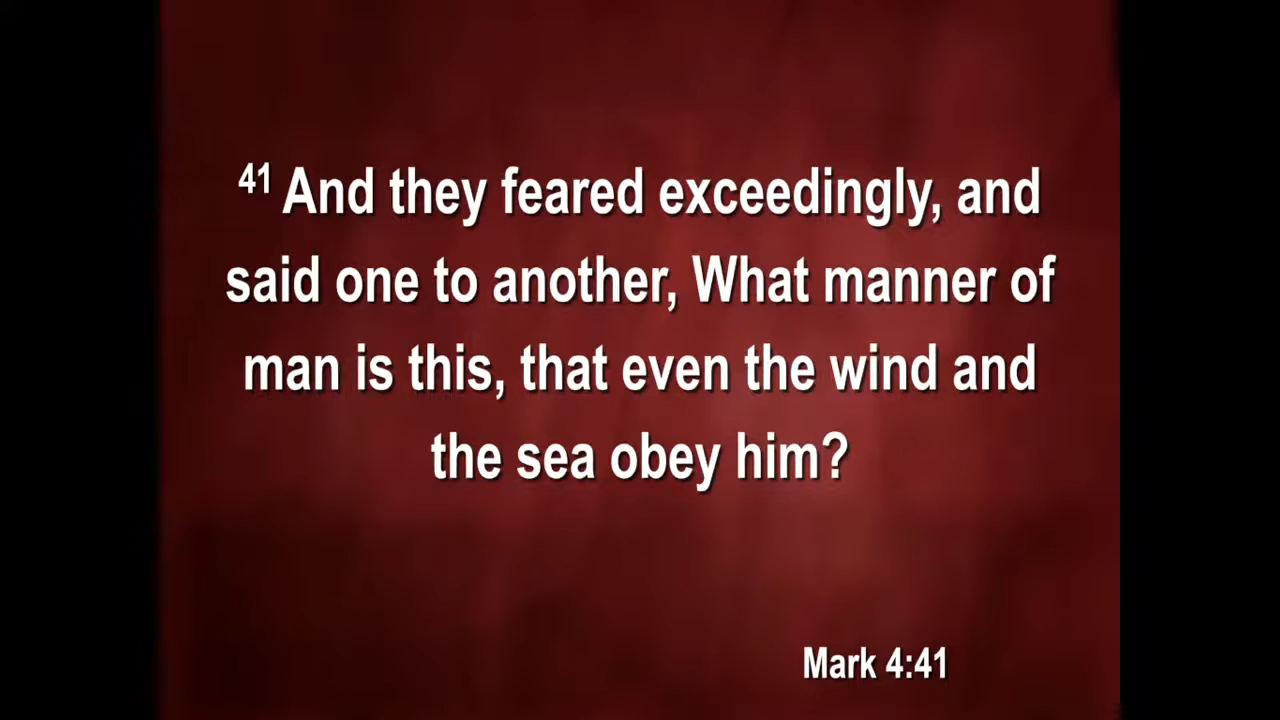 41 And they feared exceedingly, and
said one to another, What manner of
man is this, that even the wind and
the sea obey him?
Mark 4:41